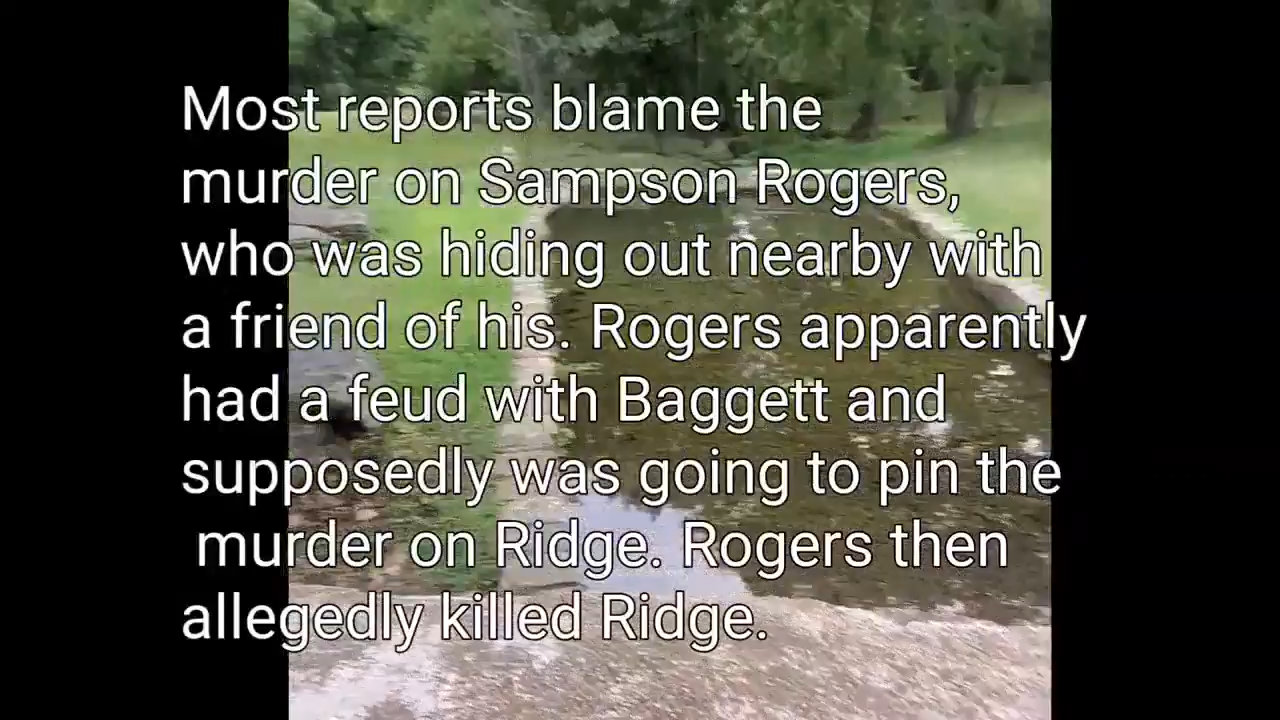 Most reports blame the
murder on Sampson Rogers,
who was hiding out nearby with
a friend of his. Rogers apparently
had a feud with Baggett and
supposedly was going to pin the
murder on Ridge. Rogers then
allegedly killed Ridge.